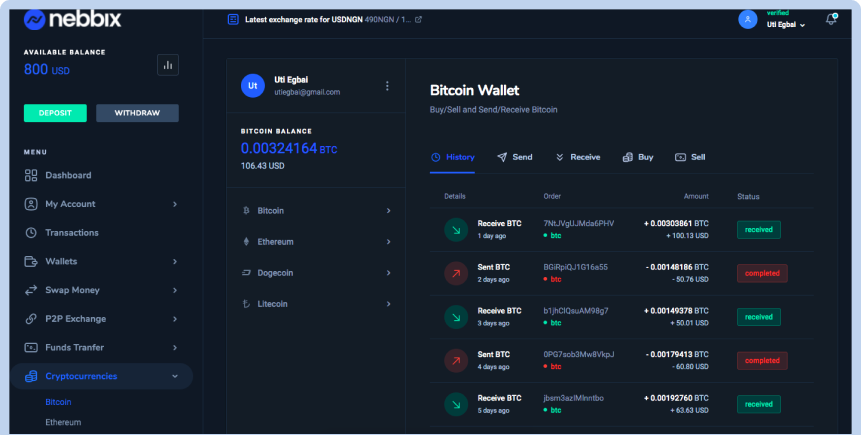 nebbix
Latest exchange rate for USDNGN 490NGN / 1...
verified
Uti Egbai
AVAILABLE BALANCE
800 USD
DEPOSIT
WITHDRAW
MENU
Dashboard
My Account
Transactions
Wallets
Swap Money
P2P Exchange
Funds Tranfer
Cryptocurrencies
Bitcoin
Ethereum
Ut
Uti Egbai
utiegbai@gmail.com
BITCOIN BALANCE
0.00324164 BTC
106.43 USD
Bitcoin
Ethereum
Dogecoin
Litecoin
Bitcoin Wallet
Buy/Sell and Send/Receive Bitcoin
History Send Receive Buy Sell
Details Order Amount Status
Receive BTC 7NtJVgUJMda6PHV + 0.00303861 BTC received
1 day ago btc + 100.13 USD
Sent BTC BGiRpiQJ1G16a55 - 0.00148186 BTC completed
2 days ago btc - 50.76 USD
Receive BTC b1jhCIQsuAM98g7 + 0.00149378 BTC received
3 days ago btc + 50.01 USD
Sent BTC 0PG7sob3Mw8VkpJ - 0.00179413 BTC completed
4 days ago btc - 60.80 USD
Receive BTC jbsm3azIMlnntbo + 0.00192760 BTC received
5 days ago btc + 63.63 USD